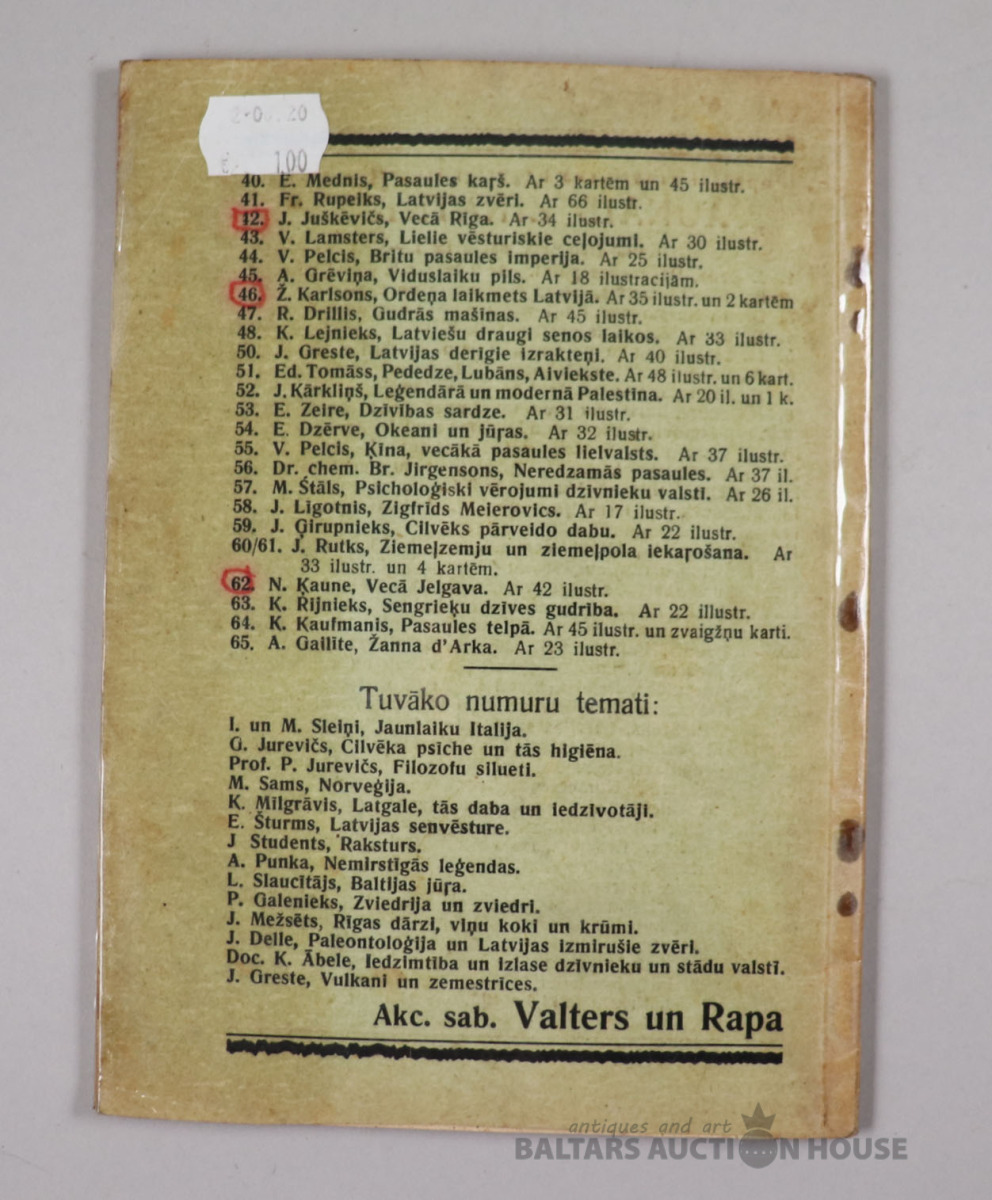 100
40. E. Mednis, Pasaules kaŗš. Ar 3 kartēm un 45 ilustr.
41. Fr. Rupeiks, Latvijas zvēri. Ar 66 ilustr.
42. J. Juškēvičs, Vecā Rīga. Ar 34 ilustr.
43. V. Lamsters, Lielie vēsturiskie ceļojumi. Ar 30 ilustr.
44. V. Pelcis, Britu pasaules imperija. Ar 25 ilustr.
45. A. Grēviņa, Viduslaiku pils. Ar 18 ilustracijām.
46. Ž. Karlsons, Ordeņa laikmets Latvijā. Ar 35 ilustr. un 2 kartēm
47. R. Drillis, Gudrās mašinas. Ar 45 ilustr.
48. K. Lejnieks, Latviešu draugi senos laikos. Ar 33 ilustr.
50. J. Greste, Latvijas derīgie izrakteņi. Ar 40 ilustr.
51. Ed. Tomāss, Pededze, Lubāns, Aiviekste. Ar 48 ilustr. un 6 kart.
52. J. Kārkliņš, Leģendārā un modernā Palestina. Ar 20 il. un 1 k.
53. E. Zeire, Dzīvības sardze. Ar 31 ilustr.
54. E. Dzērve, Okeani un jūŗas. Ar 32 ilustr.
55. V. Pelcis, Ķīna, vecākā pasaules lielvalsts. Ar 37 ilustr.
56. Dr. chem. Br. Jirgensons, Neredzamās pasaules. Ar 37 il.
57. M. Štāls, Psicholoģiski vērojumi dzīvnieku valstī. Ar 26 il.
58. J. Līgotnis, Zigfrīds Meierovics. Ar 17 ilustr.
59. J. Ģirupnieks, Cilvēks pārveido dabu. Ar 22 ilustr.
60/61. J. Rutks, Ziemeļzemju un ziemeļpola iekaŗošana. Ar
33 ilustr. un 4 kartēm.
62. N. Ķaune, Vecā Jelgava. Ar 42 ilustr.
63. K. Rijnieks, Sengrieķu dzīves gudrība. Ar 22 illustr.
64. K. Kaufmanis, Pasaules telpā. Ar 45 ilustr. un zvaigžņu karti.
65. A. Gailite, Žanna d'Arka. Ar 23 ilustr.
Tuvāko numuru temati:
I. un M. Sleiņi, Jaunlaiku Italija.
G. Jurevičs, Cilvēka psiche un tās higiēna.
Prof. P. Jurevičs, Filozofu silueti.
M. Sams, Norveģija.
K. Milgrāvis, Latgale, tās daba un iedzīvotāji.
E. Šturms, Latvijas senvēsture.
J Students, Raksturs.
A. Punka, Nemirstīgās leģendas.
L. Slaucītājs, Baltijas jūŗa.
P. Galenieks, Zviedrija un zviedri.
J. Mežsēts, Rīgas dārzi, viņu koki un krūmi.
J. Delle, Paleontoloģija un Latvijas izmirušie zvēri.
Doc. K. Ābele, Iedzimtība un izlase dzīvnieku un stādu valstī.
J. Greste, Vulkani un zemestrīces.
Akc. sab. Valters un Rapa
antiques and art
BALTARS AUCTION HOUSE